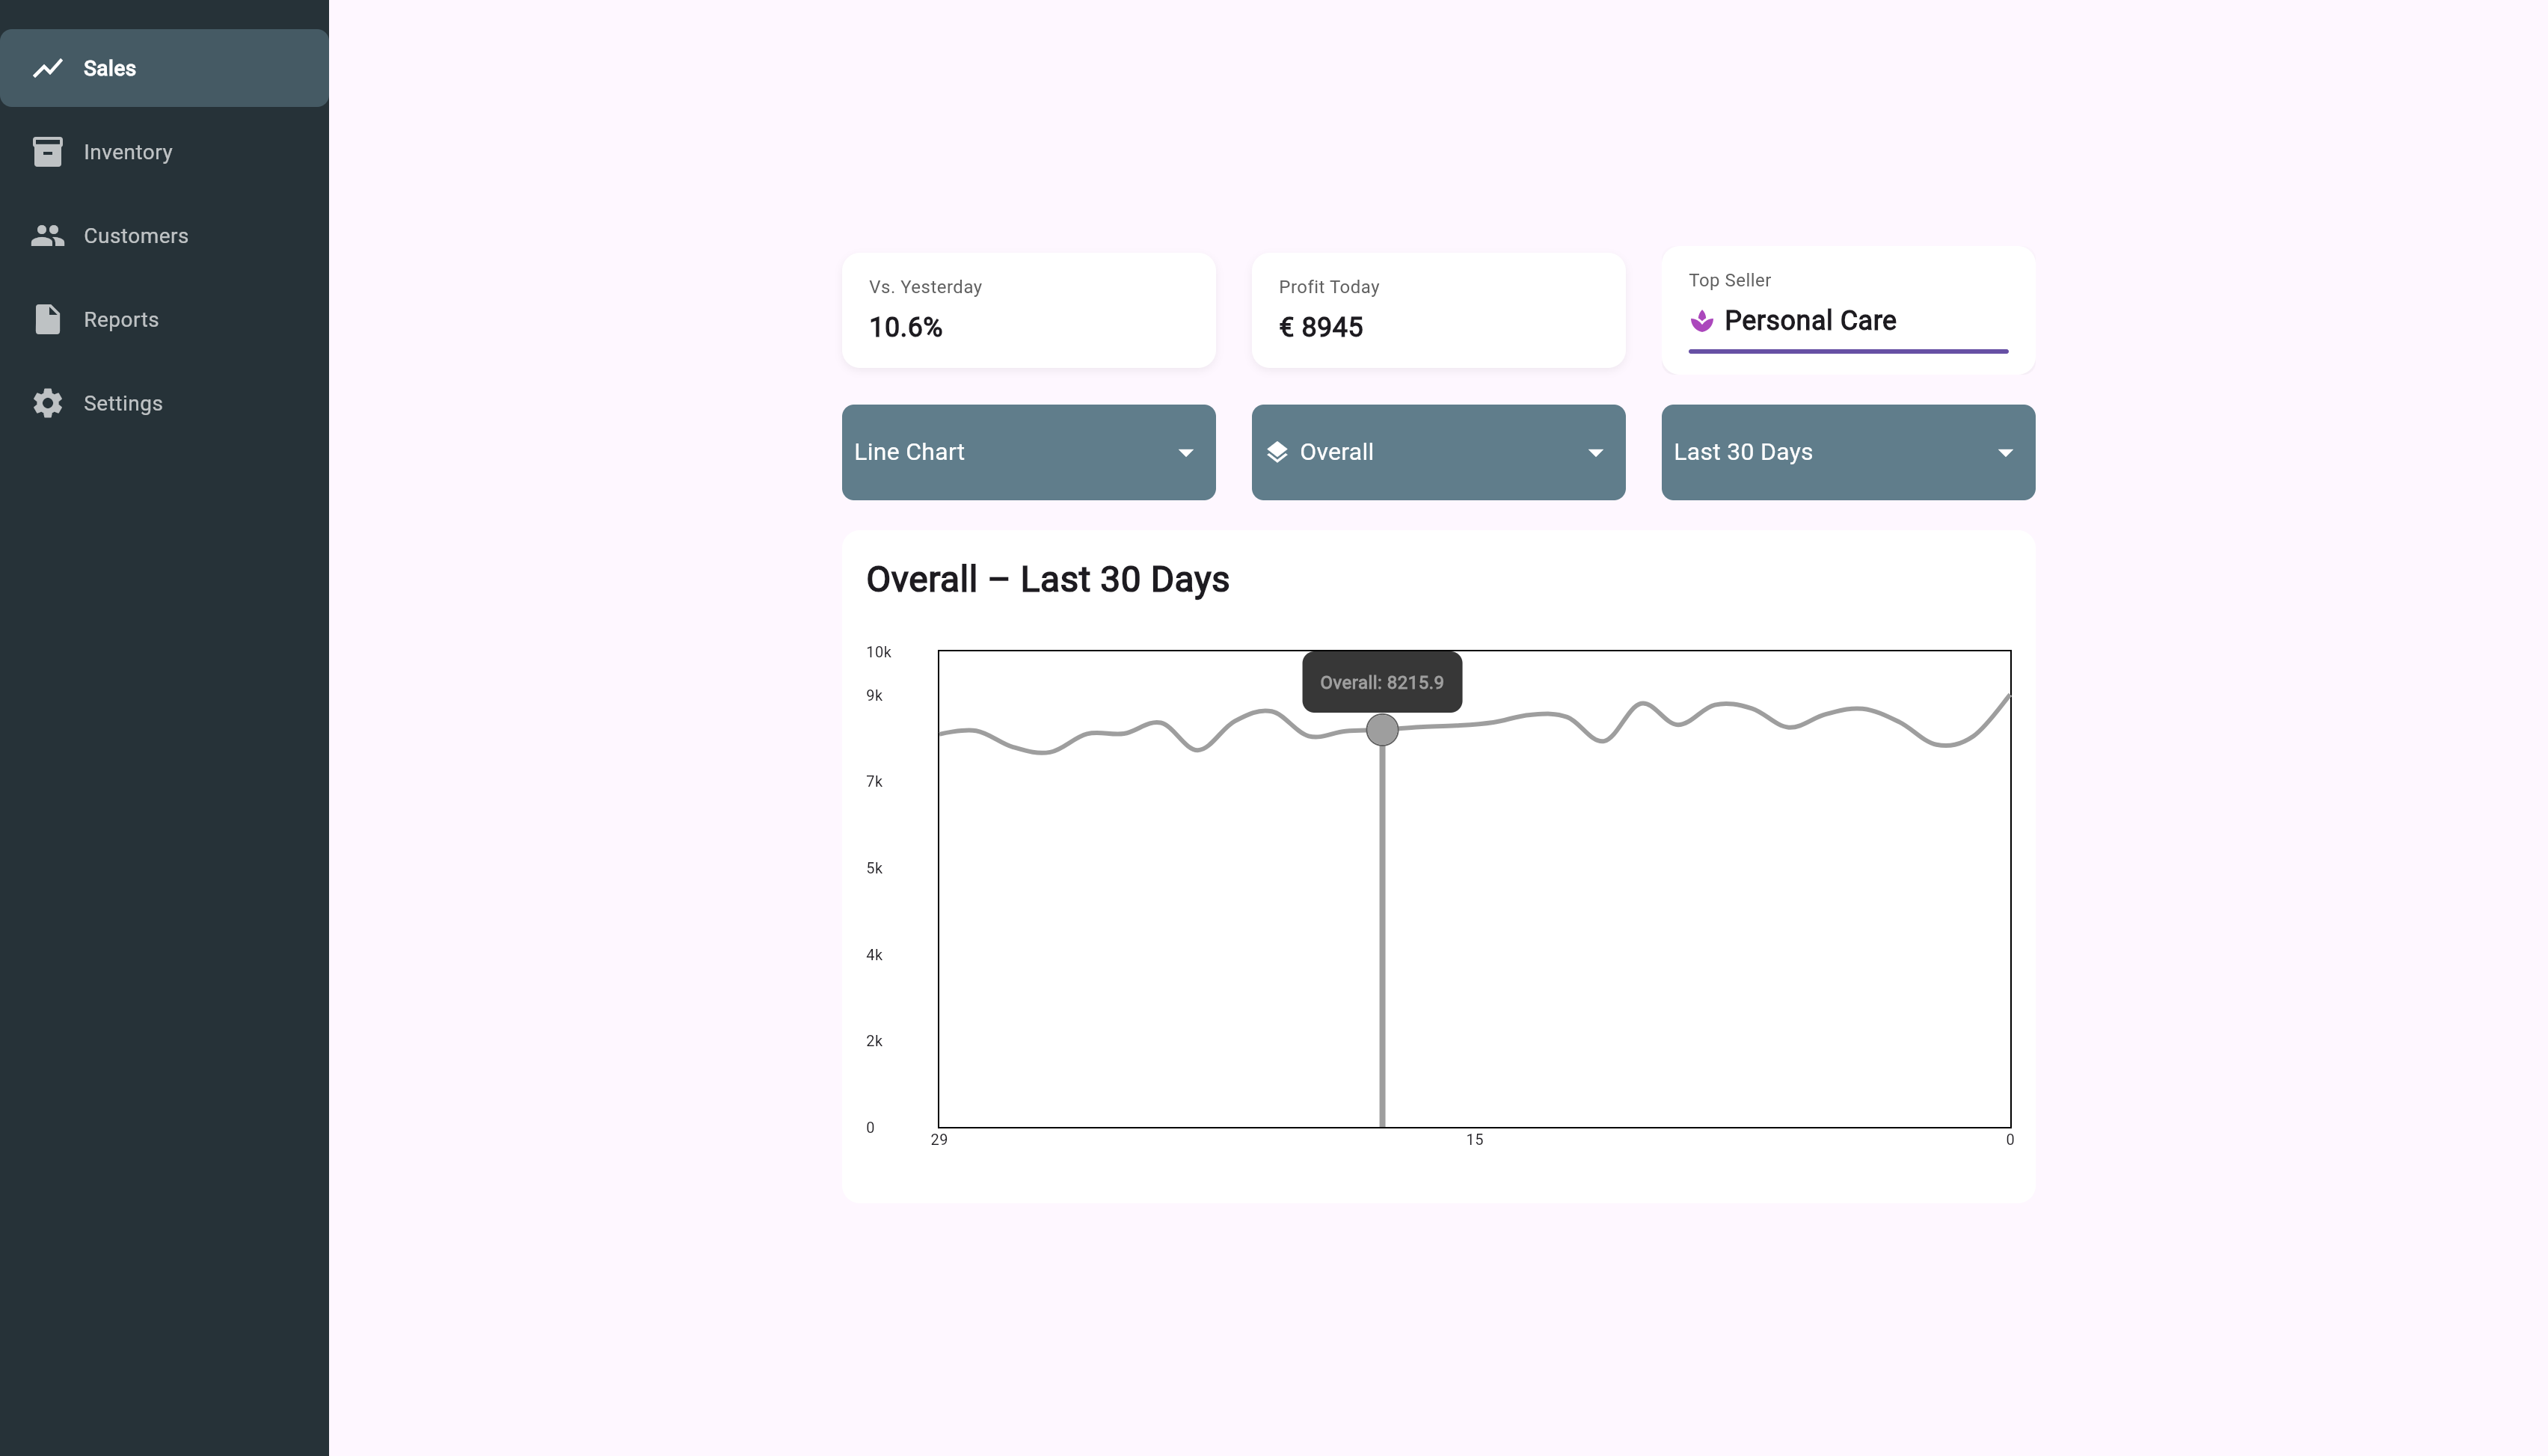 Sales
Inventory
Customers
Reports
Settings
Vs. Yesterday
10.6%
Profit Today
€ 8945
Top Seller
Personal Care
Line Chart
Overall
Last 30 Days
Overall – Last 30 Days
10k
9k
7k
5k
4k
2k
0
Overall: 8215.9
29
15
0